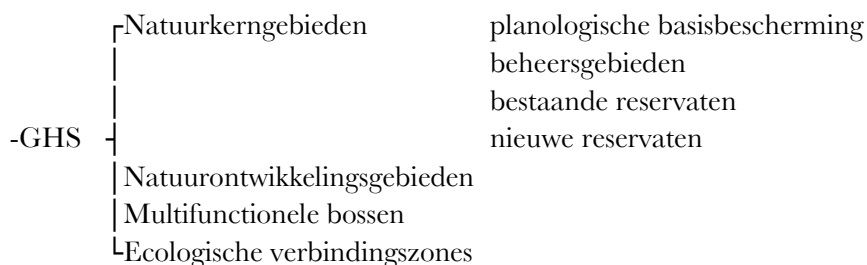 Natuurkerngebieden planologische basisbescherming
beheersgebieden
bestaande reservaten
-GHS nieuwe reservaten
Natuurontwikkelingsgebieden
Multifunctionele bossen
Ecologische verbindingszones